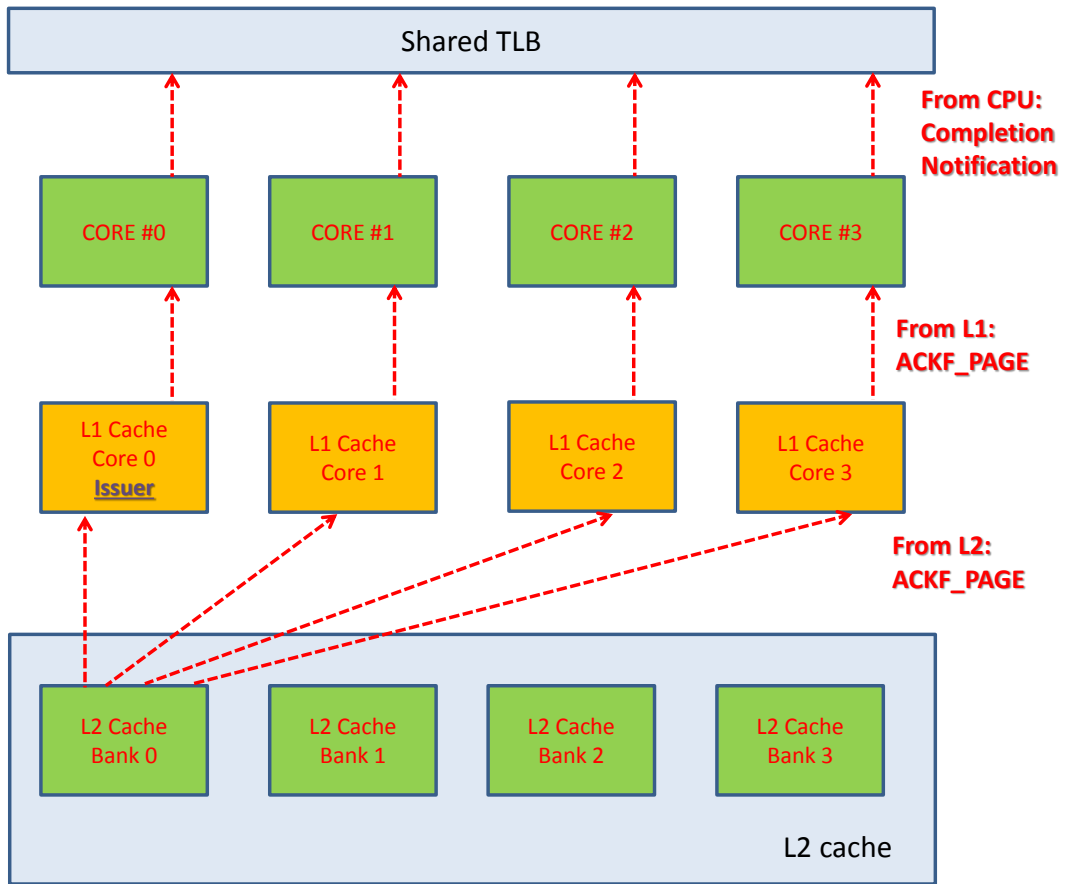 Shared TLB
From CPU:
Completion
Notification
CORE #0
CORE #1
CORE #2
CORE #3
From L1:
ACKF_PAGE
L1 Cache
Core 0
Issuer
L1 Cache
Core 1
L1 Cache
Core 2
L1 Cache
Core 3
From L2:
ACKF_PAGE
L2 Cache
Bank 0
L2 Cache
Bank 1
L2 Cache
Bank 2
L2 Cache
Bank 3
L2 cache